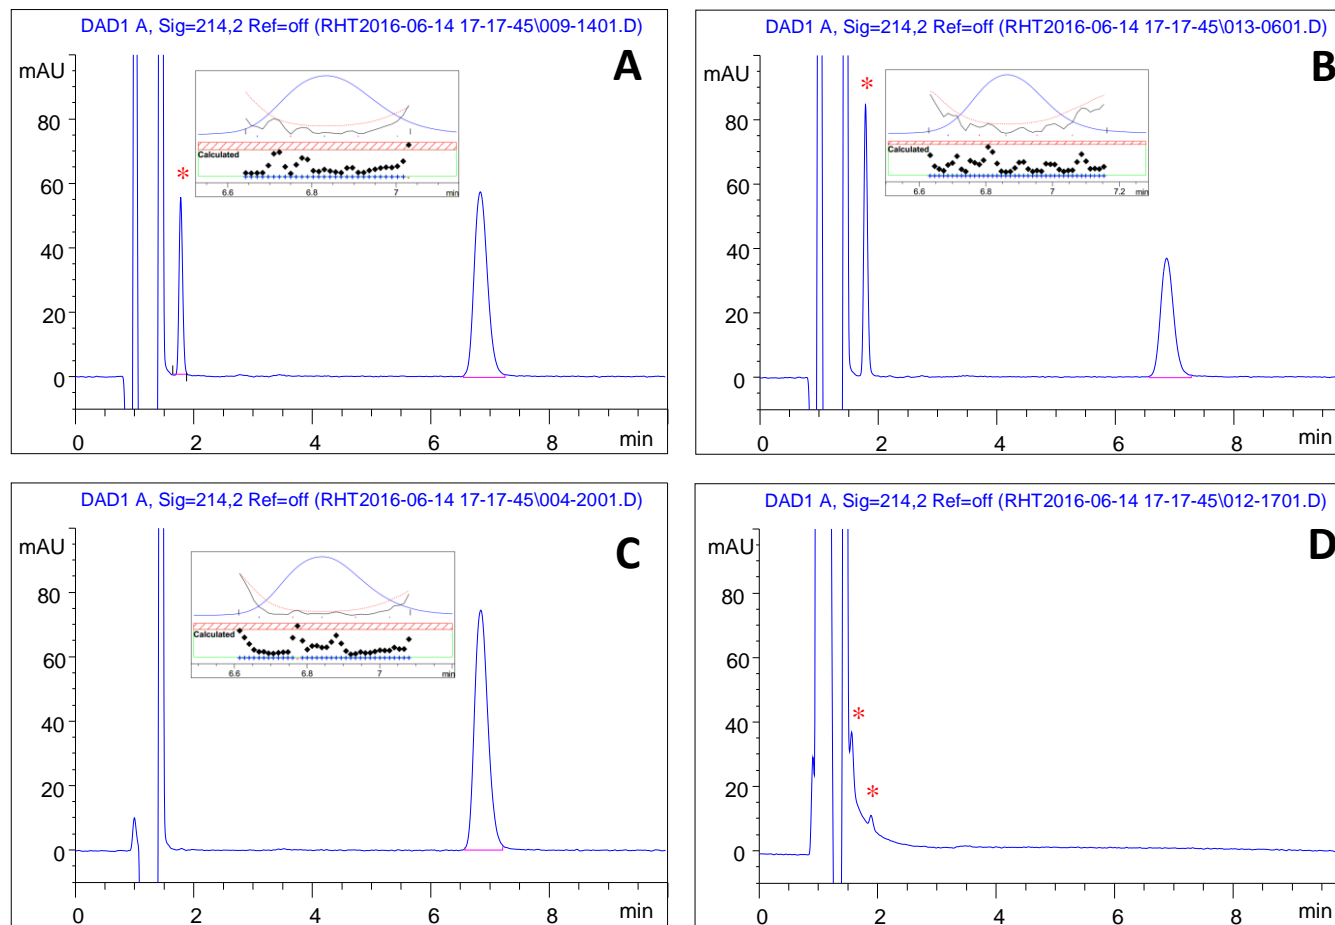 DAD1 A, Sig=214,2 Ref=off (RHT2016-06-14 17-17-45\009-1401.D)
mAU
A
*
80
60
40
20
0
Calculated
6.6 6.8 7 min
0 2 4 6 8 min
DAD1 A, Sig=214,2 Ref=off (RHT2016-06-14 17-17-45\013-0601.D)
mAU
B
*
80
60
40
20
0
Calculated
6.6 6.8 7 7.2 min
0 2 4 6 8 min
DAD1 A, Sig=214,2 Ref=off (RHT2016-06-14 17-17-45\004-2001.D)
mAU
C
80
60
40
20
0
Calculated
6.6 6.8 7 min
0 2 4 6 8 min
DAD1 A, Sig=214,2 Ref=off (RHT2016-06-14 17-17-45\012-1701.D)
mAU
D
80
60
40
20
0
*
*
0 2 4 6 8 min